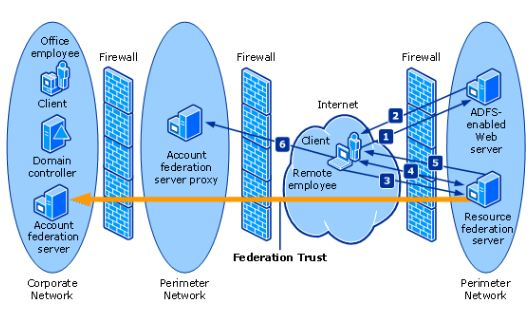 Office
employee
Client
Domain
controller
Account
federation
server
Corporate
Network
Firewall
Account
federation
server proxy
Perimeter
Network
Firewall
Internet
Client
Remote
employee
Federation Trust
Firewall
1
2
3
4
5
6
ADFS-
enabled
Web
server
Resource
federation
server
Perimeter
Network